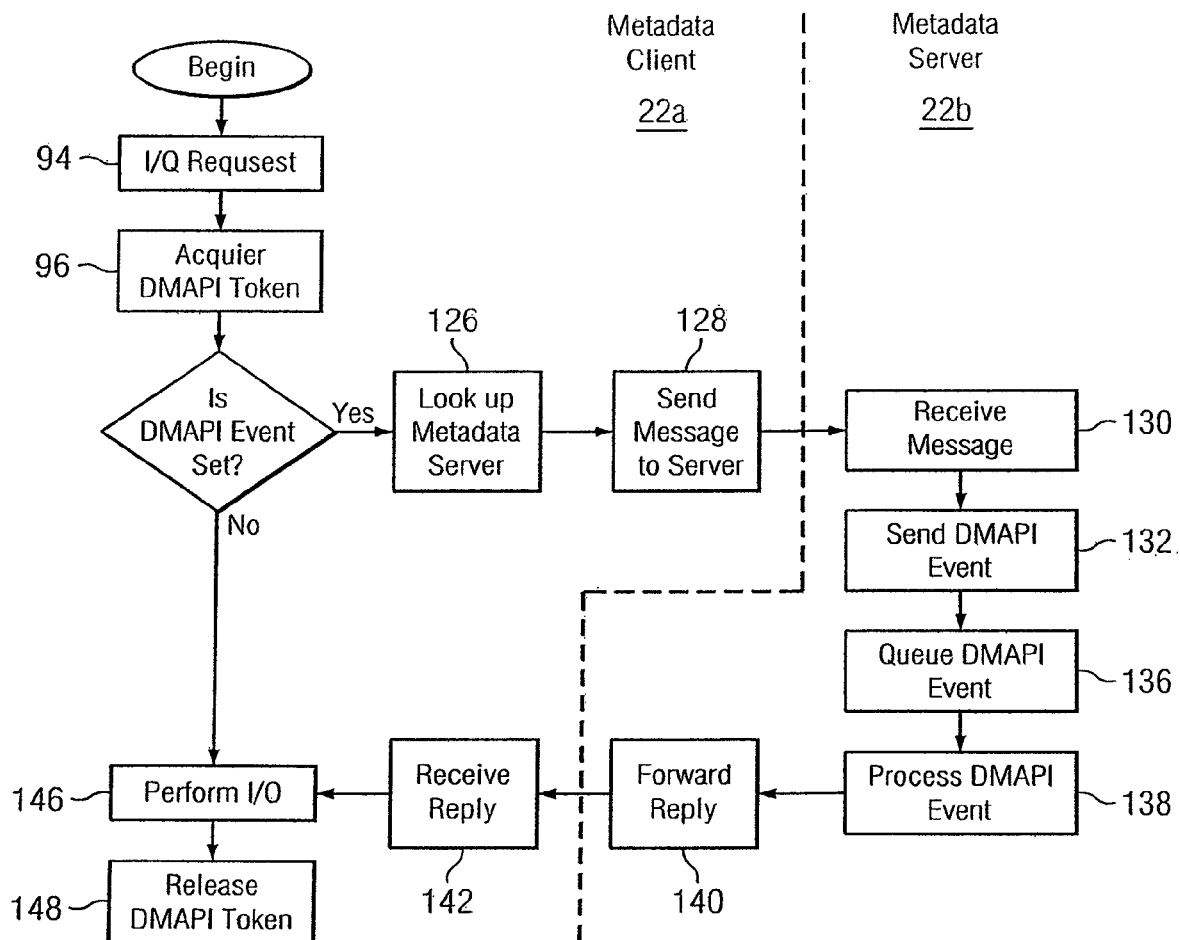 Metadata
Client
22a
Metadata
Server
22b
Begin
94
I/Q Requsest
96
Acquier
DMAPI Token
Is
DMAPI Event
Set?
Yes
No
126
Look up
Metadata
Server
128
Send
Message
to Server
Receive
Message
130
Send DMAPI
Event
132
Queue DMAPI
Event
136
Process DMAPI
Event
138
Forward
Reply
140
Receive
Reply
142
146
Perform I/O
148
Release
DMAPI Token